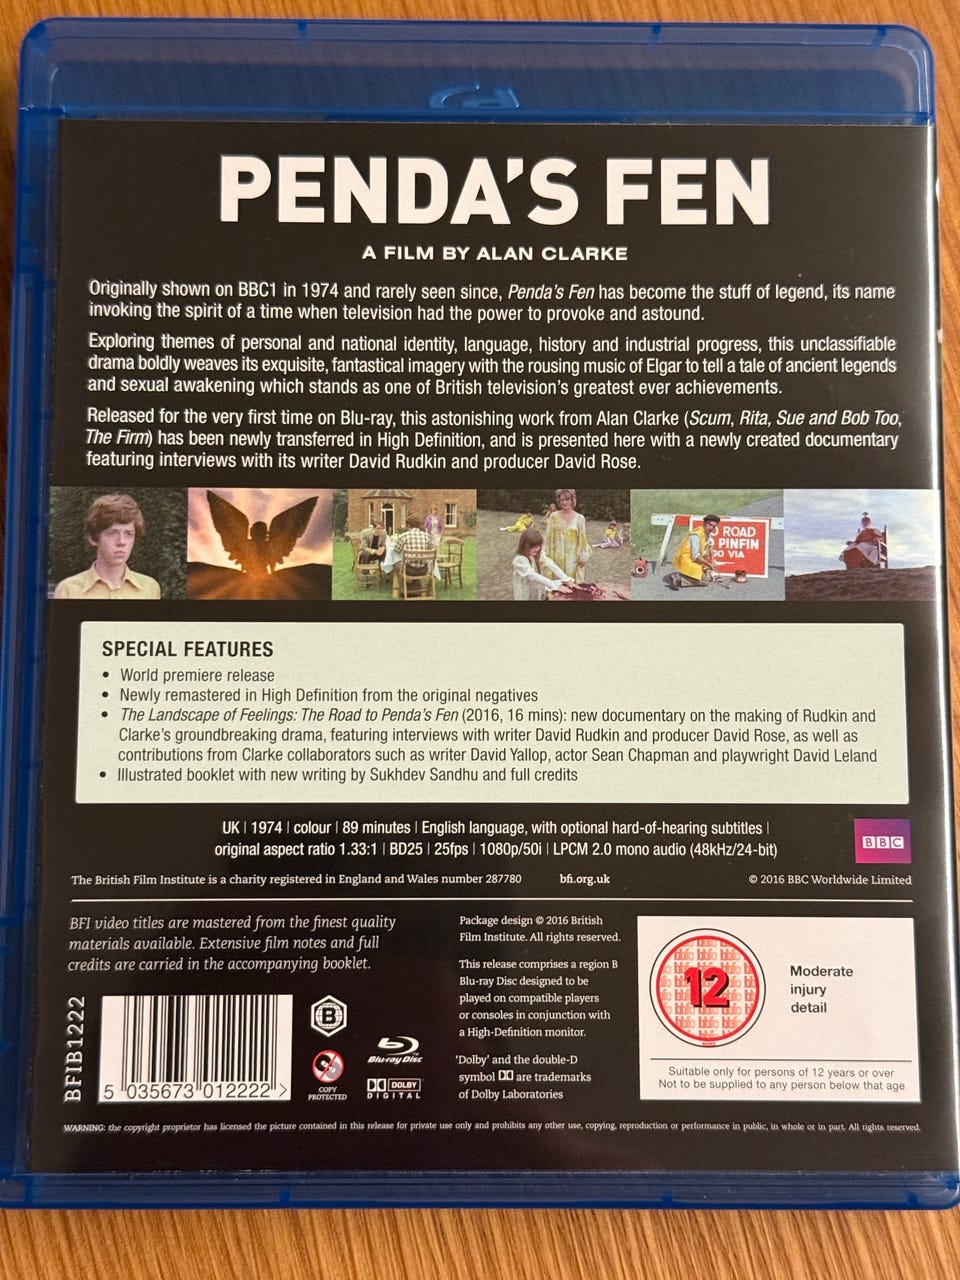 PENDA'S FEN
A FILM BY ALAN CLARKE
Originally shown on BBC1 in 1974 and rarely seen since, Penda's Fen has become the stuff of legend, its name
invoking the spirit of a time when television had the power to provoke and astound.
Exploring themes of personal and national identity, language, history and industrial progress, this unclassifiable
drama boldly weaves its exquisite, fantastical imagery with the rousing music of Elgar to tell a tale of ancient legends
and sexual awakening which stands as one of British television's greatest ever achievements.
Released for the very first time on Blu-ray, this astonishing work from Alan Clarke (Scum, Rita, Sue and Bob Too,
The Firm) has been newly transferred in High Definition, and is presented here with a newly created documentary
featuring interviews with its writer David Rudkin and producer David Rose.
ROAD
PINFIN
GO VIA
SPECIAL FEATURES
• World premiere release
• Newly remastered in High Definition from the original negatives
• The Landscape of Feelings: The Road to Penda's Fen (2016, 16 mins): new documentary on the making of Rudkin and
Clarke's groundbreaking drama, featuring interviews with writer David Rudkin and producer David Rose, as well as
contributions from Clarke collaborators such as writer David Yallop, actor Sean Chapman and playwright David Leland
• Illustrated booklet with new writing by Sukhdev Sandhu and full credits
UK | 1974 | colour | 89 minutes | English language, with optional hard-of-hearing subtitles |
original aspect ratio 1.33:1 | BD25 | 25fps | 1080p/50i | LPCM 2.0 mono audio (48kHz/24-bit)
BBC
The British Film Institute is a charity registered in England and Wales number 287780 bfi.org.uk © 2016 BBC Worldwide Limited
BFI video titles are mastered from the finest quality
materials available. Extensive film notes and full
credits are carried in the accompanying booklet.
BFIB1222
5 035673 012222 >
B
COPY
PROTECTED
Blu-ray Disc
DOLBY
DIGITAL
Package design © 2016 British
Film Institute. All rights reserved.
This release comprises a region B
Blu-ray Disc designed to be
played on compatible players
or consoles in conjunction with
a High-Definition monitor.
'Dolby' and the double-D
symbol are trademarks
of Dolby Laboratories
12
Moderate
injury
detail
Suitable only for persons of 12 years or over
Not to be supplied to any person below that age
WARNING: the copyright proprietor has licensed the picture contained in this release for private use only and prohibits any other use, copying, reproduction or performance in public, in whole or in part. All rights reserved.